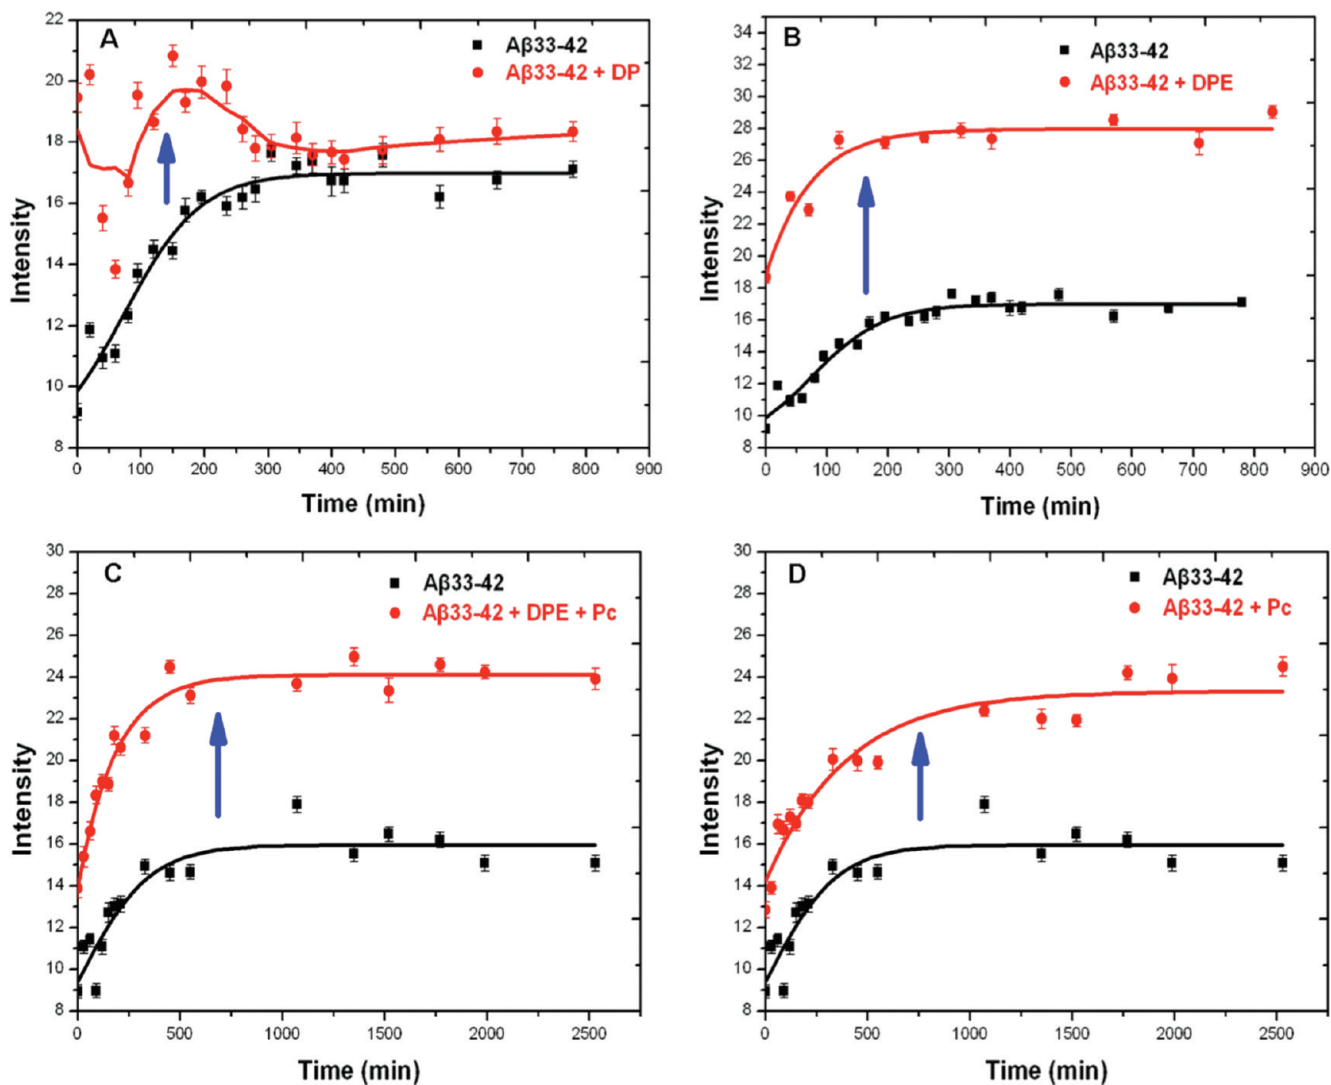 A
Aβ33-42
Aβ33-42 + DP
Intensity
22
20
18
16
14
12
10
8
0 100 200 300 400 500 600 700 800 900
Time (min)
B
Aβ33-42
Aβ33-42 + DPE
Intensity
36
34
32
30
28
26
24
22
20
18
16
14
12
10
8
0 100 200 300 400 500 600 700 800 900
Time (min)
C
Aβ33-42
Aβ33-42 + DPE + Pc
Intensity
30
28
26
24
22
20
18
16
14
12
10
8
0 500 1000 1500 2000 2500
Time (min)
D
Aβ33-42
Aβ33-42 + Pc
Intensity
30
28
26
24
22
20
18
16
14
12
10
8
0 500 1000 1500 2000 2500
Time (min)